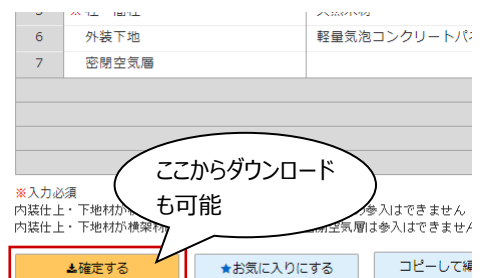 6 外装下地 軽量気泡コンクリートパネ
7 密閉空気層
ここからダウンロード
も可能
※入力必須
内装仕上・下地材が
参入はできません
内装仕上・下地材が横架材
空気層は参入はできませ
確定する ★お気に入りにする コピーして編